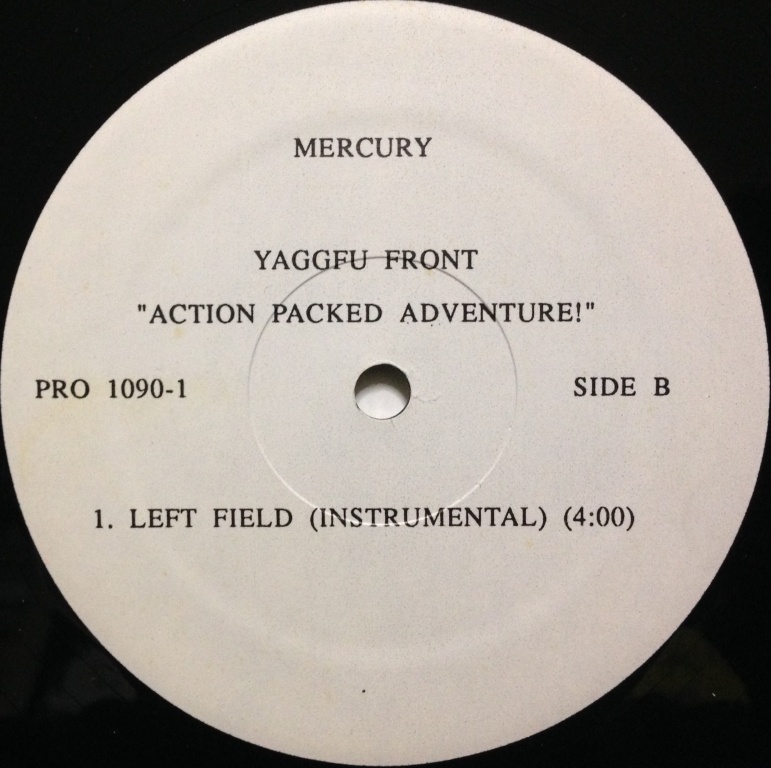 MERCURY
YAGGFU FRONT
"ACTION PACKED ADVENTURE!"
PRO 1090-1
SIDE B
1. LEFT FIELD (INSTRUMENTAL) (4:00)